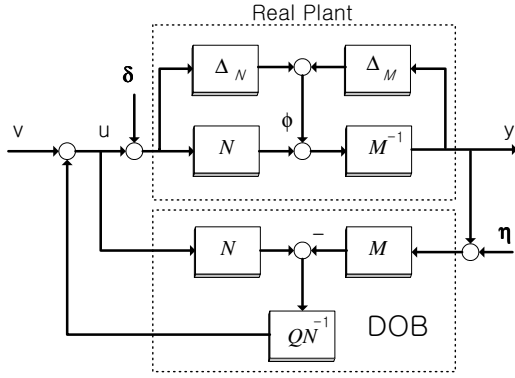 Real Plant
Δ_N
Δ_M
δ
v
u
φ
y
N
M^{-1}
N
−
M
η
QN^{-1}
DOB